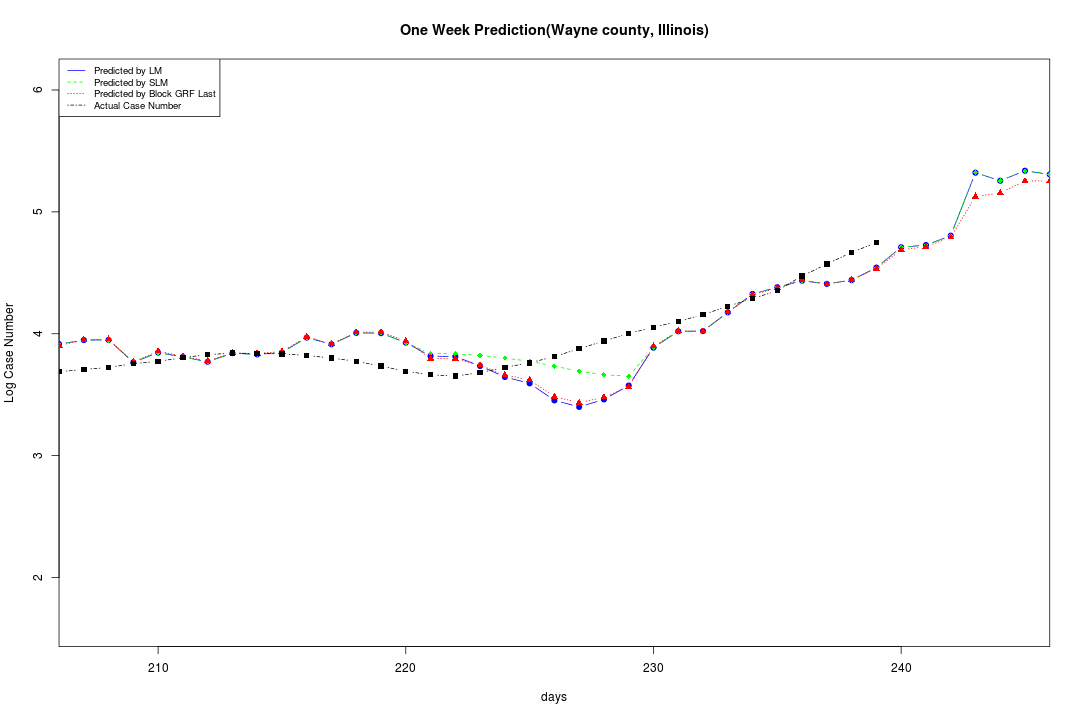 One Week Prediction(Wayne county, Illinois)
Predicted by LM
Predicted by SLM
Predicted by Block GRF Last
Actual Case Number
Log Case Number
6
5
4
3
2
210 220 230 240
days